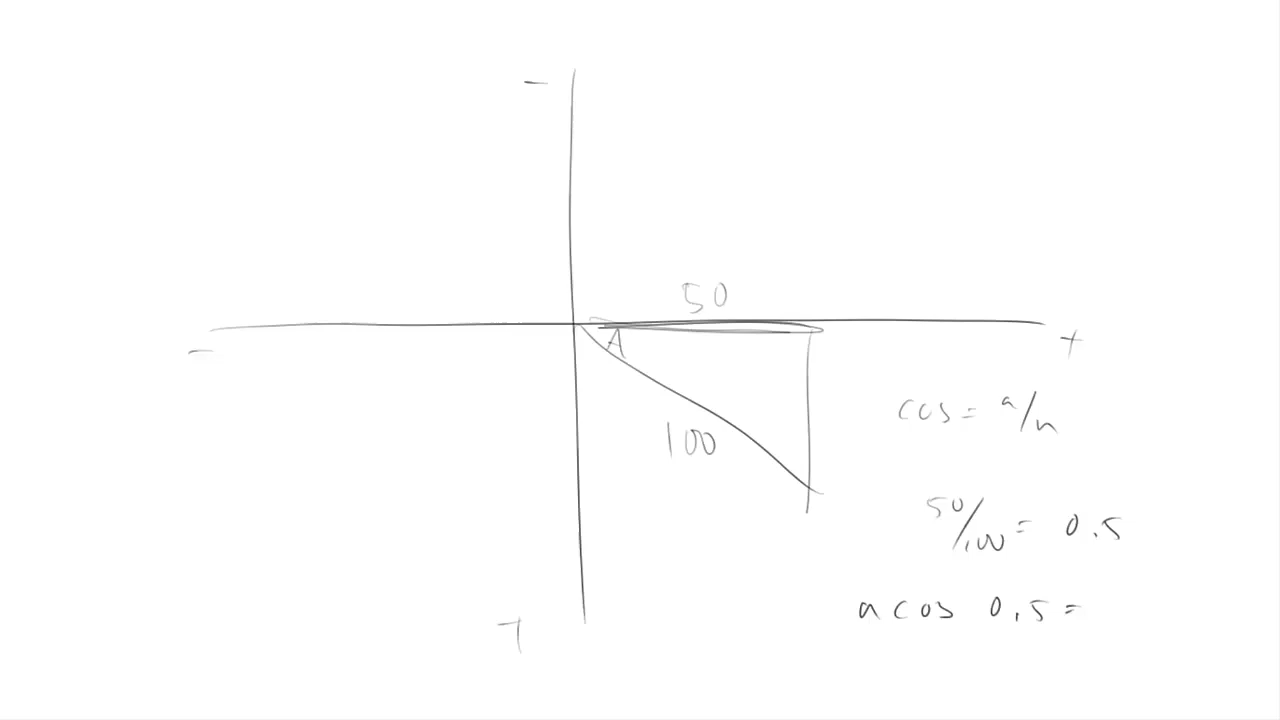 −
50
− +
A
cos = a/h
100
50/100 = 0.5
acos 0.5 =
+